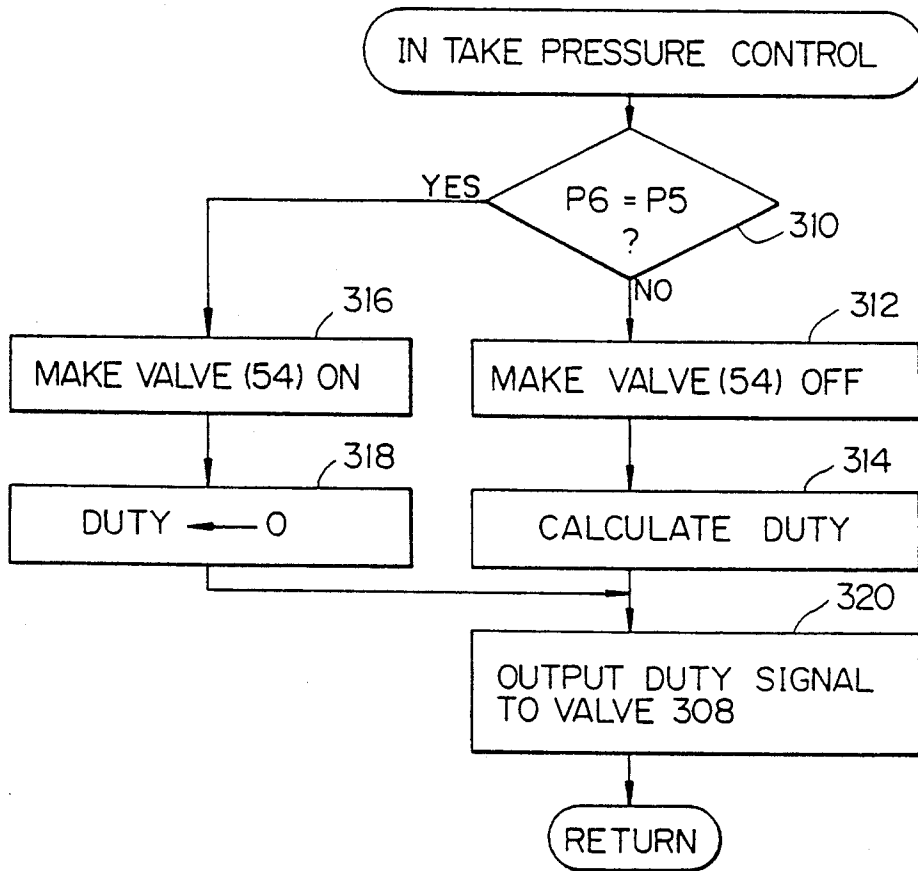 IN TAKE PRESSURE CONTROL
YES
P6 = P5
?
310
NO
316
312
MAKE VALVE (54) ON
MAKE VALVE (54) OFF
318
314
DUTY ← 0
CALCULATE DUTY
320
OUTPUT DUTY SIGNAL
TO VALVE 308
RETURN